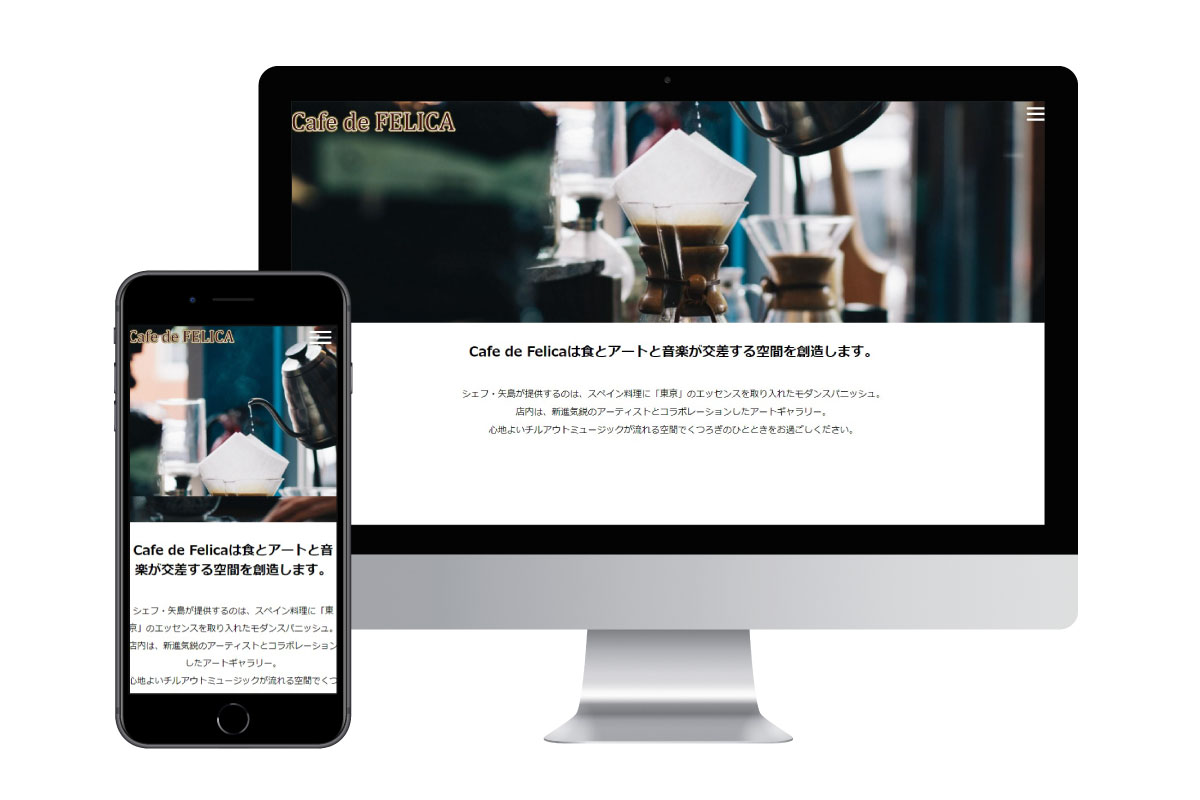 Cafe de FELICA
Cafe de Felicaは食とアートと音楽が交差する空間を創造します。
シェフ・矢島が提供するのは、スペイン料理に「東京」のエッセンスを取り入れたモダンスパニッシュ。
店内は、新進気鋭のアーティストとコラボレーションしたアートギャラリー。
心地よいチルアウトミュージックが流れる空間でくつろぎのひとときをお過ごしください。
Cafe de FELICA
Cafe de Felicaは食とアートと音
楽が交差する空間を創造します。
シェフ・矢島が提供するのは、スペイン料理に「東
京」のエッセンスを取り入れたモダンスパニッシュ。
店内は、新進気鋭のアーティストとコラボレーション
したアートギャラリー。
心地よいチルアウトミュージックが流れる空間でくつ